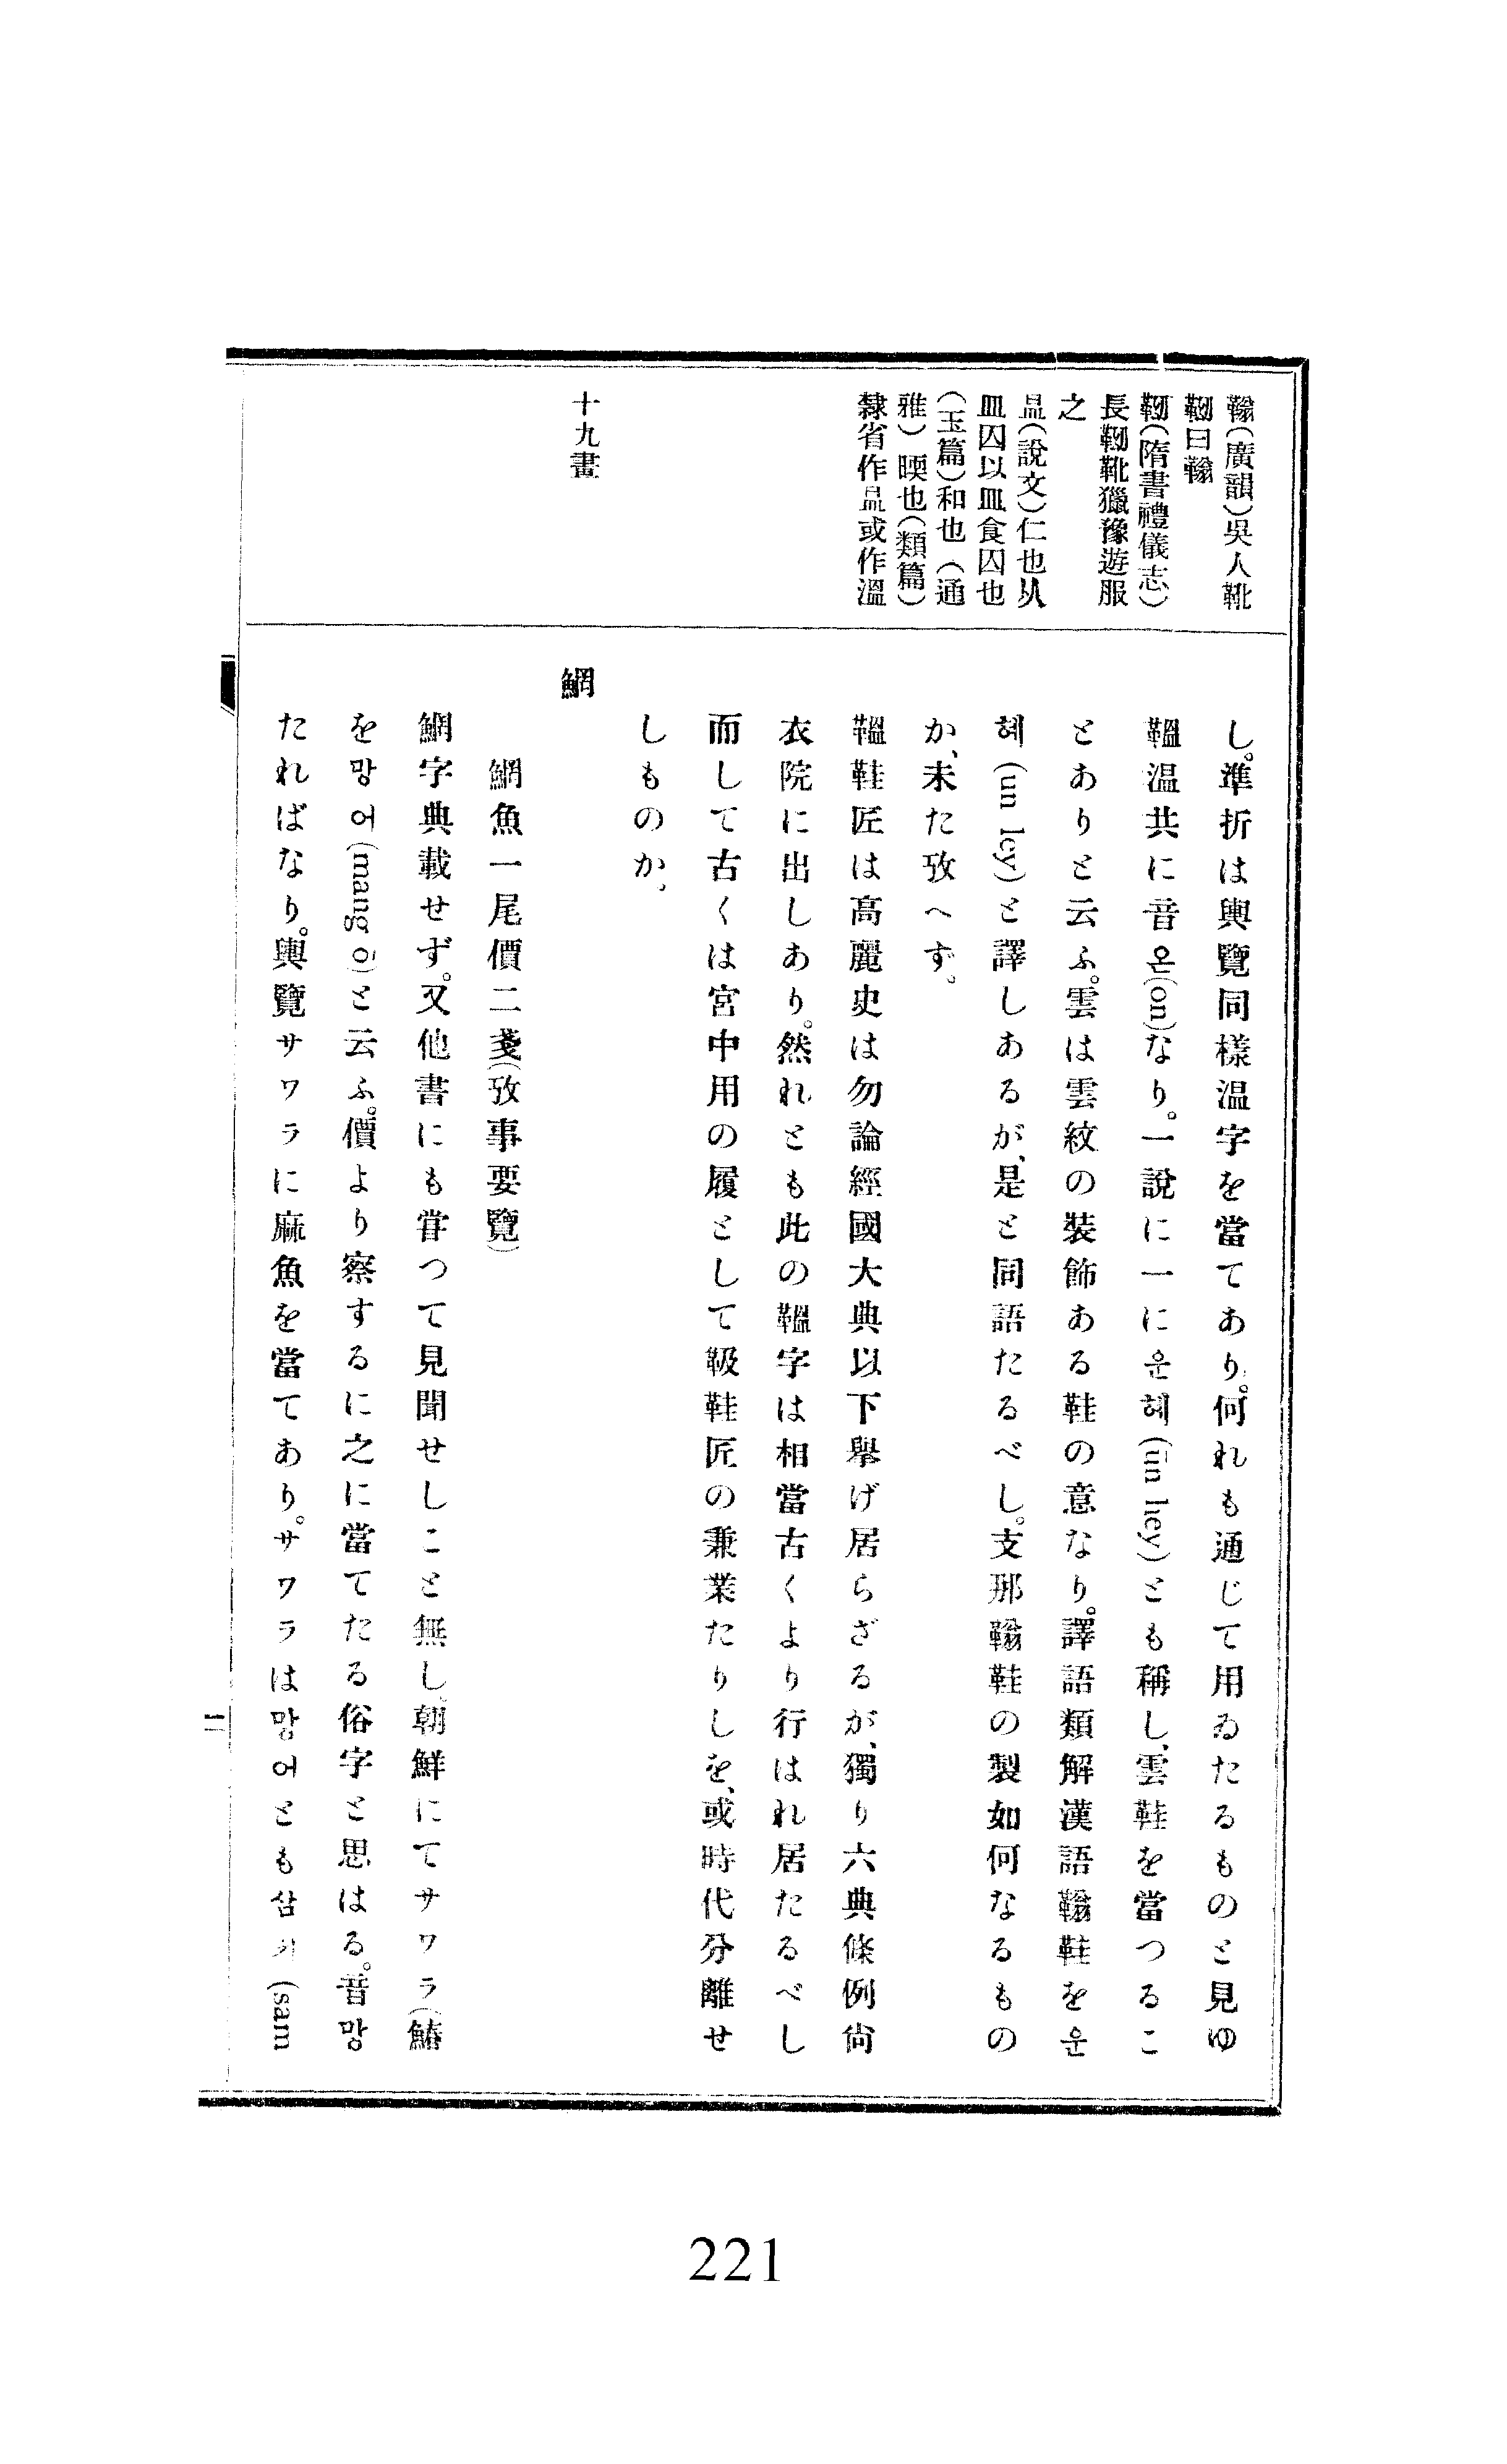 鞥(廣韻)吳人靴
靭曰鞥
靭(隋書禮儀志)
長靭靴獵豫遊服
之
昷(說文)仁也从
皿囚以皿食囚也
(玉篇)和也(通
雅)㬉也(類篇)
隸省作昷或作溫
十九畫
し。準折は輿覽同樣温字を當てあり。何れも通じて用ゐたるものと見ゆ
鞰温共に音온(on)なり。一說に一に운혜(ūn hey)とも稱し、雲鞋を當つるこ
とありと云ふ。雲は雲紋の裝飾ある鞋の意なり。譯語類解漢語鞥鞋を운
혜(un hey)と譯しあるが、是と同語たるべし。支那鞥鞋の製如何なるもの
か、未た攷へず。
鞰鞋匠は高麗史は勿論經國大典以下擧げ居らざるが、獨り六典條例尙
衣院に出しあり。然れとも此の鞰字は相當古くより行はれ居たるべし
而して古くは宮中用の履として靸鞋匠の兼業たりしを、或時代分離せ
しものか。
鯛
鯛魚一尾價二戔(攷事要覽)
鯛字典載せず。又他書にも甞つて見聞せしこと無し、朝鮮にてサワラ(鰆
を망어(mang ŏ)と云ふ。價より察するに之に當てたる俗字と思はる。音망
たればなり。輿覽サワラに麻魚を當てあり。サワラは망어とも삼치(sam
二
221